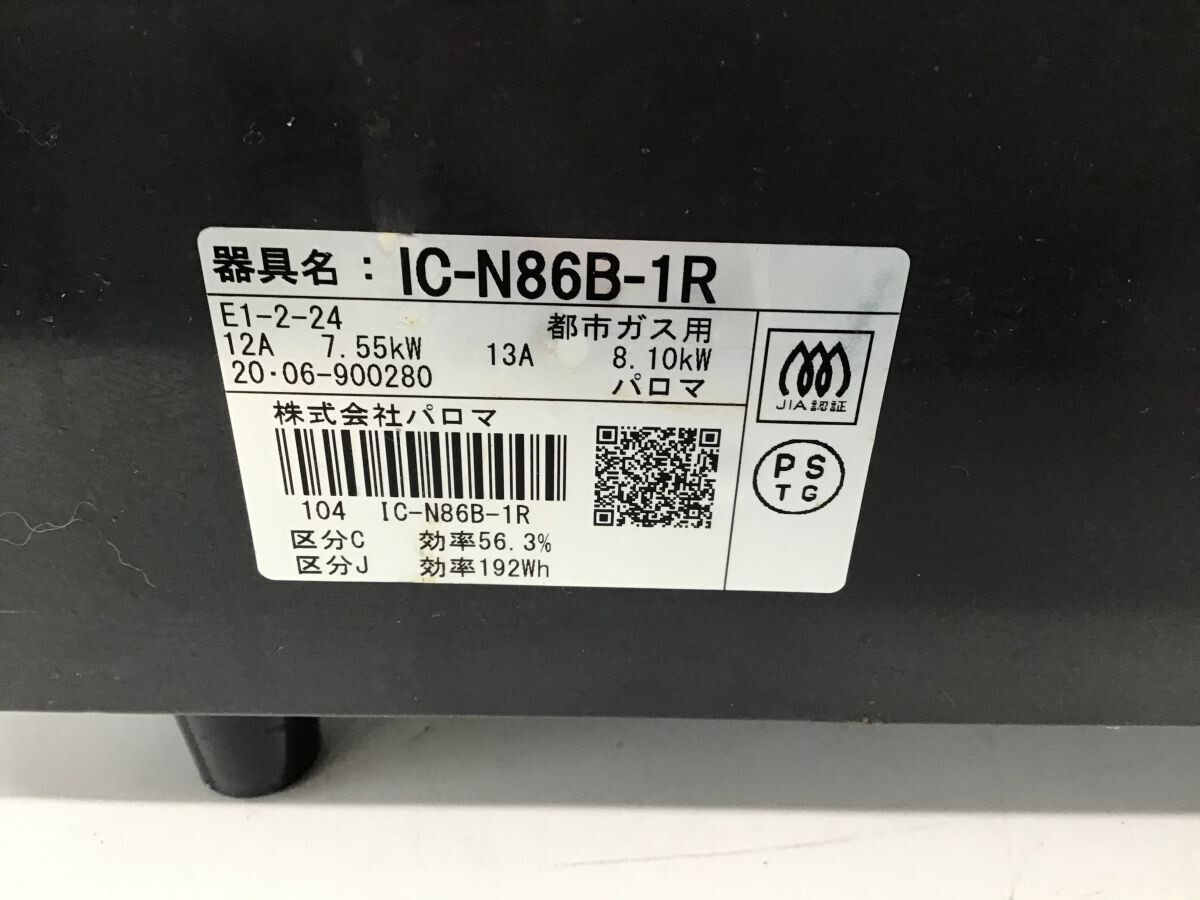 器具名：IC-N86B-1R
E1-2-24 都市ガス用
12A 7.55kW 13A 8.10kW
20・06-900280 パロマ
株式会社パロマ
104 IC-N86B-1R
区分C 効率56.3%
区分J 効率192Wh
JIA認証
PS
TG